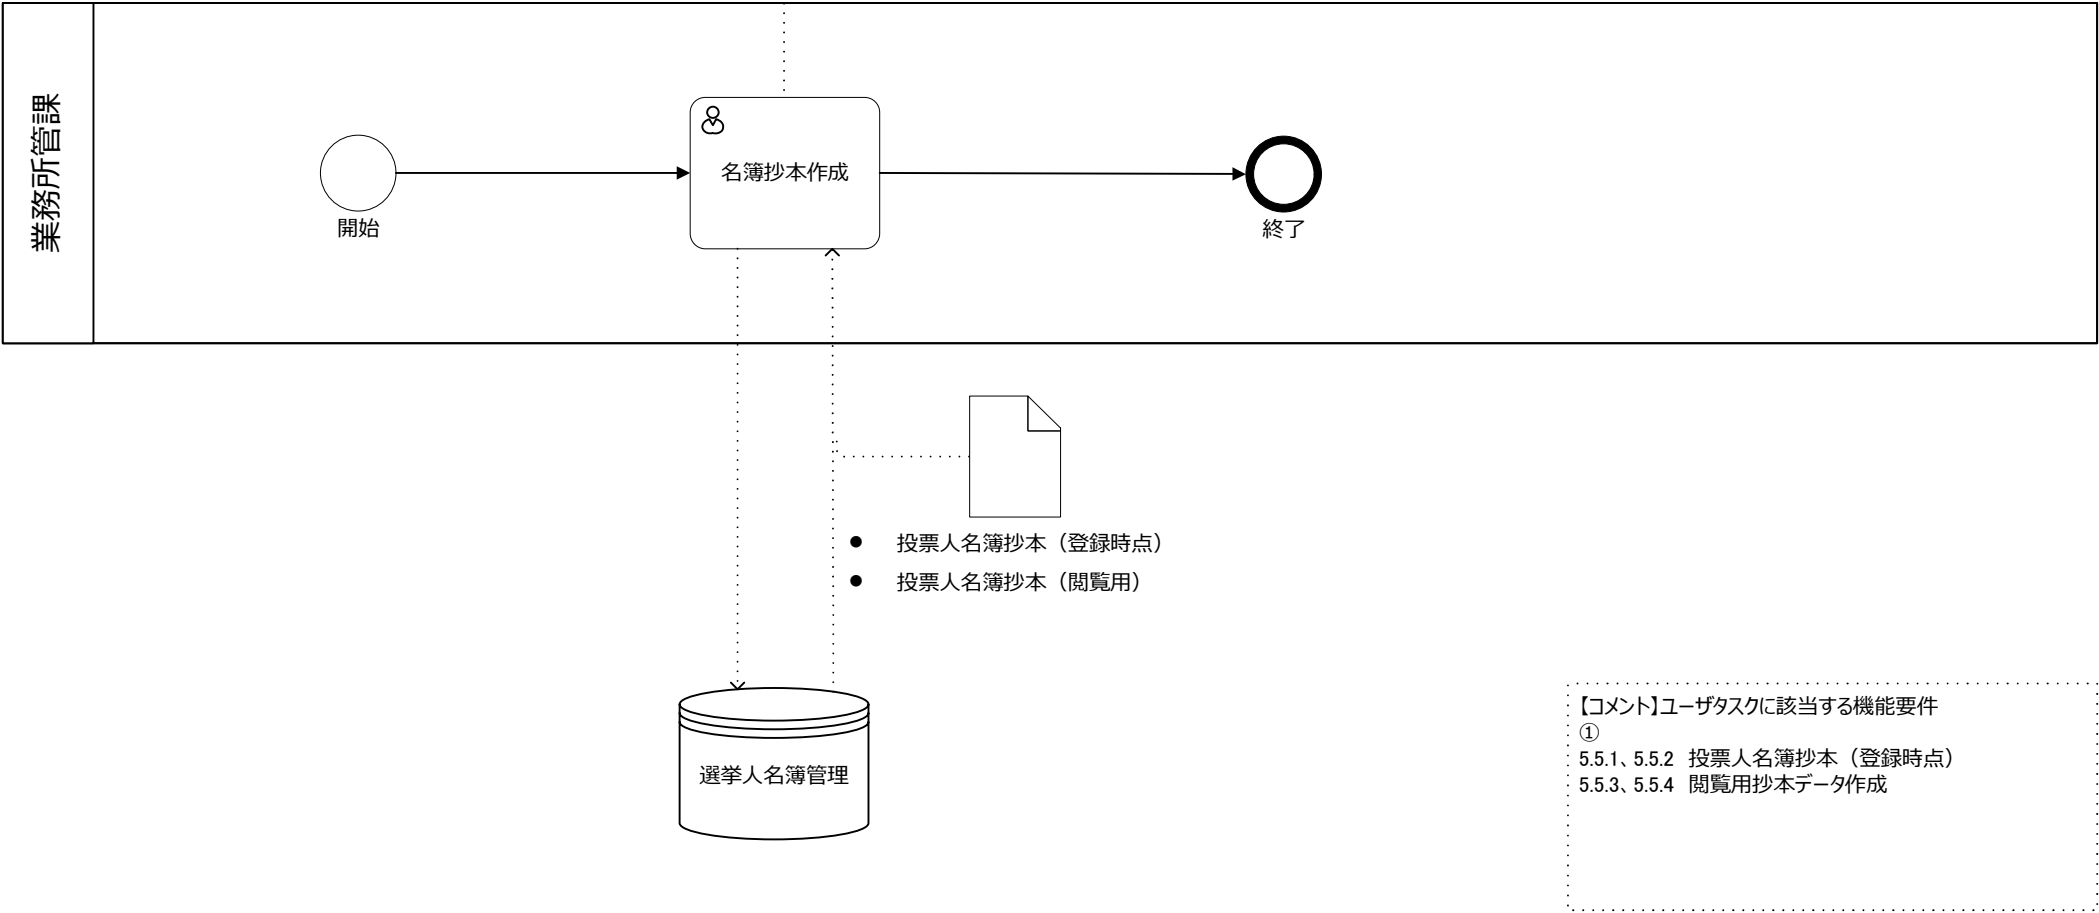 業務所管課
開始
名簿抄本作成
終了
● 投票人名簿抄本（登録時点）
● 投票人名簿抄本（閲覧用）
選挙人名簿管理
【コメント】ユーザタスクに該当する機能要件
①
5.5.1、5.5.2 投票人名簿抄本（登録時点）
5.5.3、5.5.4 閲覧用抄本データ作成